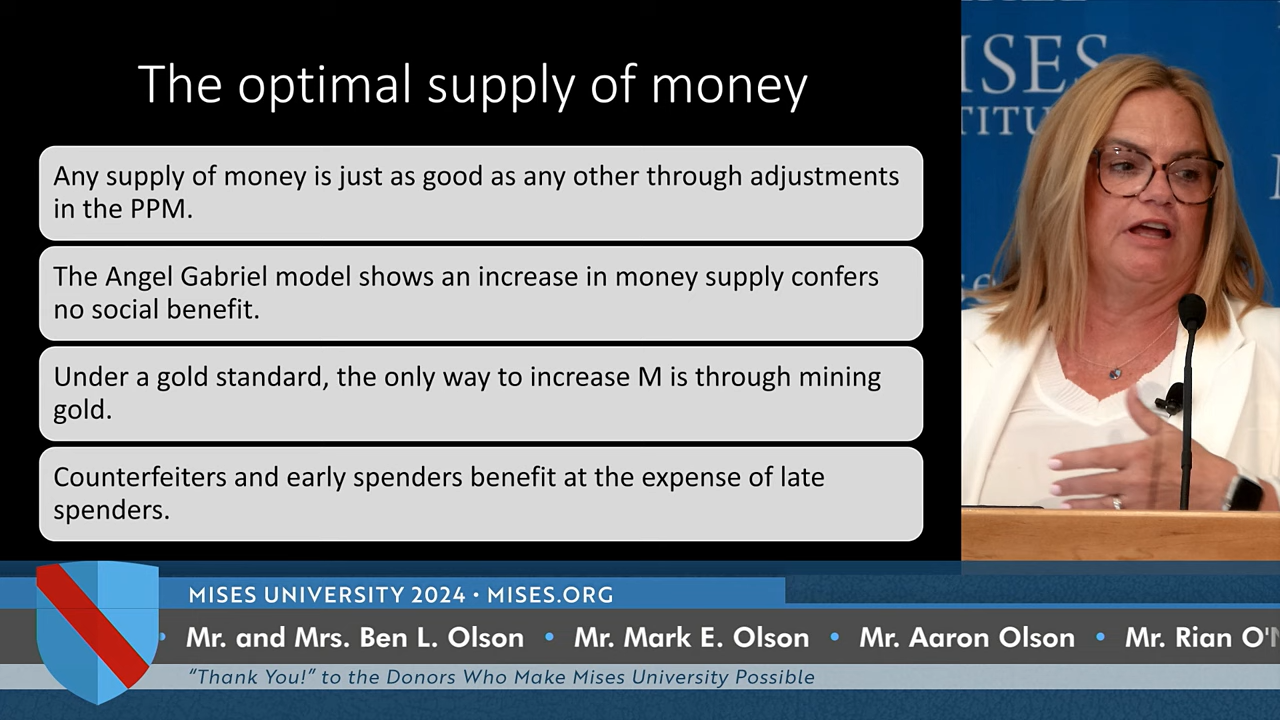 The optimal supply of money
Any supply of money is just as good as any other through adjustments
in the PPM.
The Angel Gabriel model shows an increase in money supply confers
no social benefit.
Under a gold standard, the only way to increase M is through mining
gold.
Counterfeiters and early spenders benefit at the expense of late
spenders.
ISES
TITU
MISES UNIVERSITY 2024 • MISES.ORG
• Mr. and Mrs. Ben L. Olson • Mr. Mark E. Olson • Mr. Aaron Olson • Mr. Rian O'
“Thank You!” to the Donors Who Make Mises University Possible